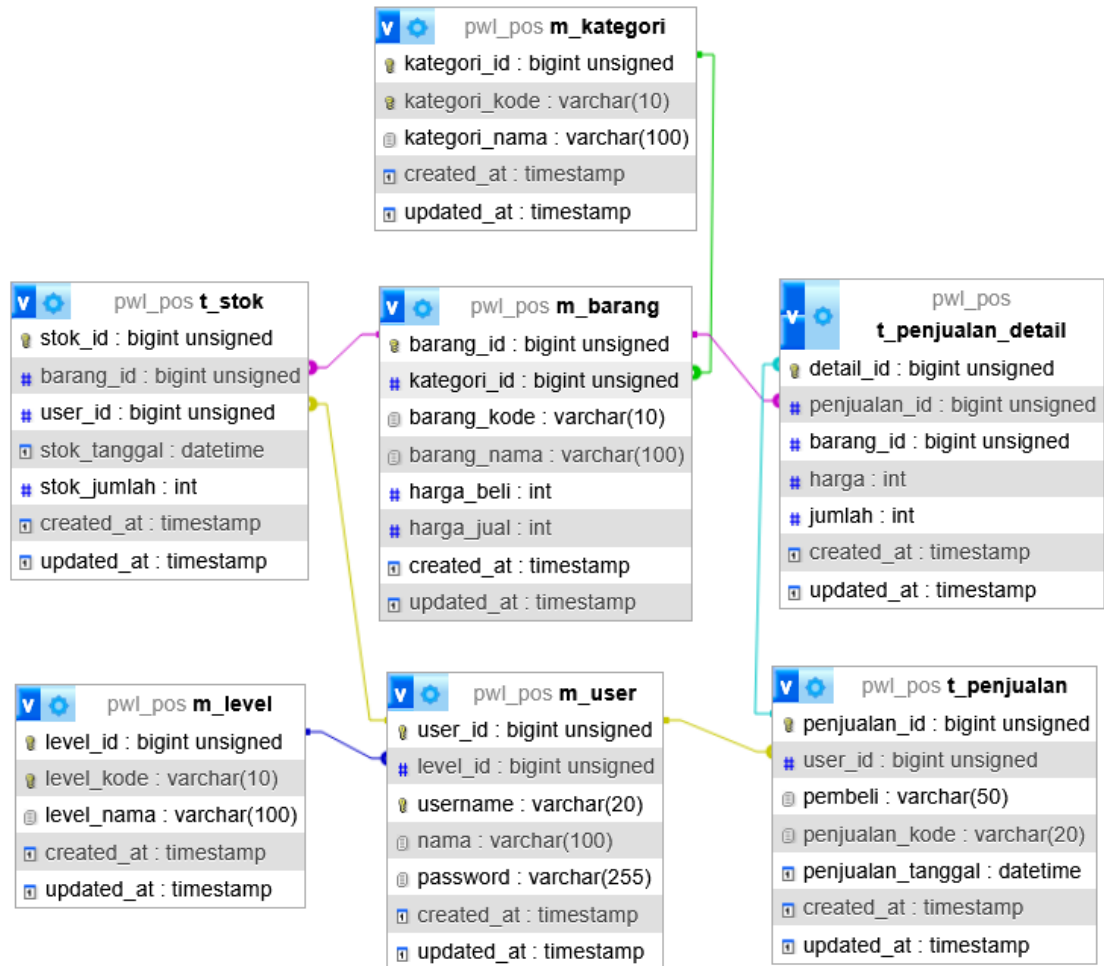 v pwl_pos m_kategori
kategori_id : bigint unsigned
kategori_kode : varchar(10)
kategori_nama : varchar(100)
created_at : timestamp
updated_at : timestamp
v pwl_pos t_stok
stok_id : bigint unsigned
# barang_id : bigint unsigned
# user_id : bigint unsigned
stok_tanggal : datetime
# stok_jumlah : int
created_at : timestamp
updated_at : timestamp
v pwl_pos m_barang
barang_id : bigint unsigned
# kategori_id : bigint unsigned
barang_kode : varchar(10)
barang_nama : varchar(100)
# harga_beli : int
# harga_jual : int
created_at : timestamp
updated_at : timestamp
v pwl_pos
t_penjualan_detail
detail_id : bigint unsigned
# penjualan_id : bigint unsigned
# barang_id : bigint unsigned
# harga : int
# jumlah : int
created_at : timestamp
updated_at : timestamp
v pwl_pos m_level
level_id : bigint unsigned
level_kode : varchar(10)
level_nama : varchar(100)
created_at : timestamp
updated_at : timestamp
v pwl_pos m_user
user_id : bigint unsigned
# level_id : bigint unsigned
username : varchar(20)
nama : varchar(100)
password : varchar(255)
created_at : timestamp
updated_at : timestamp
v pwl_pos t_penjualan
penjualan_id : bigint unsigned
# user_id : bigint unsigned
pembeli : varchar(50)
penjualan_kode : varchar(20)
penjualan_tanggal : datetime
created_at : timestamp
updated_at : timestamp